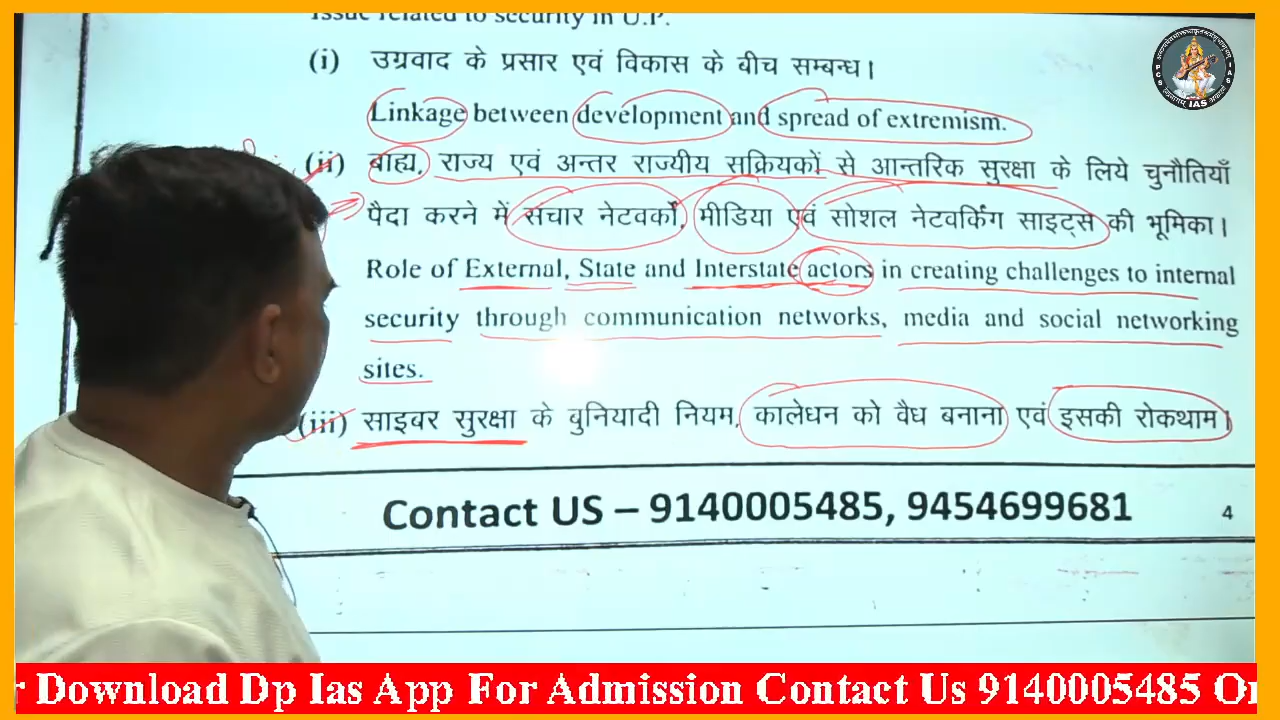 Issue related to security in U.P.
(i) उग्रवाद के प्रसार एवं विकास के बीच सम्बन्ध।
Linkage between development and spread of extremism.
(ii) बाह्य, राज्य एवं अन्तर राज्यीय सक्रियकों से आन्तरिक सुरक्षा के लिये चुनौतियाँ
पैदा करने में संचार नेटवर्कों, मीडिया एवं सोशल नेटवर्किंग साइट्स की भूमिका।
Role of External, State and Interstate actors in creating challenges to internal
security through communication networks, media and social networking
sites.
(iii) साइबर सुरक्षा के बुनियादी नियम, कालेधन को वैध बनाना एवं इसकी रोकथाम।
Contact US – 9140005485, 9454699681
4
PCS
IAS
IAS
Download Dp Ias App For Admission Contact Us 9140005485